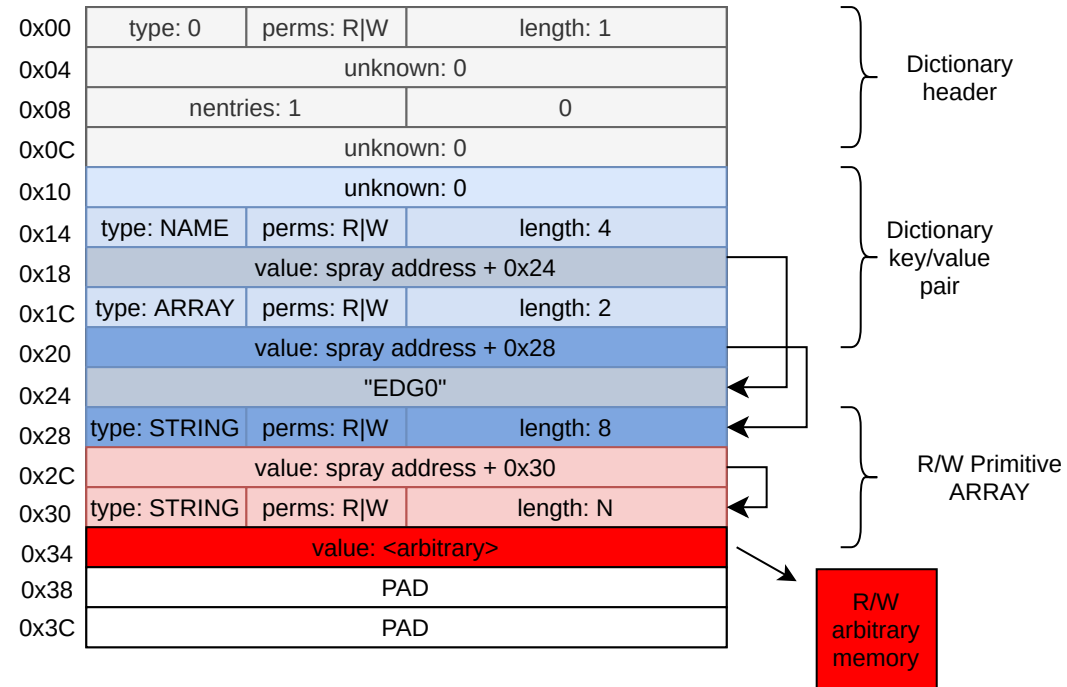 0x00 type: 0 perms: R|W length: 1
0x04 unknown: 0
0x08 nentries: 1 0
0x0C unknown: 0
Dictionary
header
0x10 unknown: 0
0x14 type: NAME perms: R|W length: 4
0x18 value: spray address + 0x24
0x1C type: ARRAY perms: R|W length: 2
0x20 value: spray address + 0x28
Dictionary
key/value
pair
0x24 "EDG0"
0x28 type: STRING perms: R|W length: 8
0x2C value: spray address + 0x30
0x30 type: STRING perms: R|W length: N
0x34 value: <arbitrary>
R/W Primitive
ARRAY
0x38 PAD
0x3C PAD
R/W
arbitrary
memory